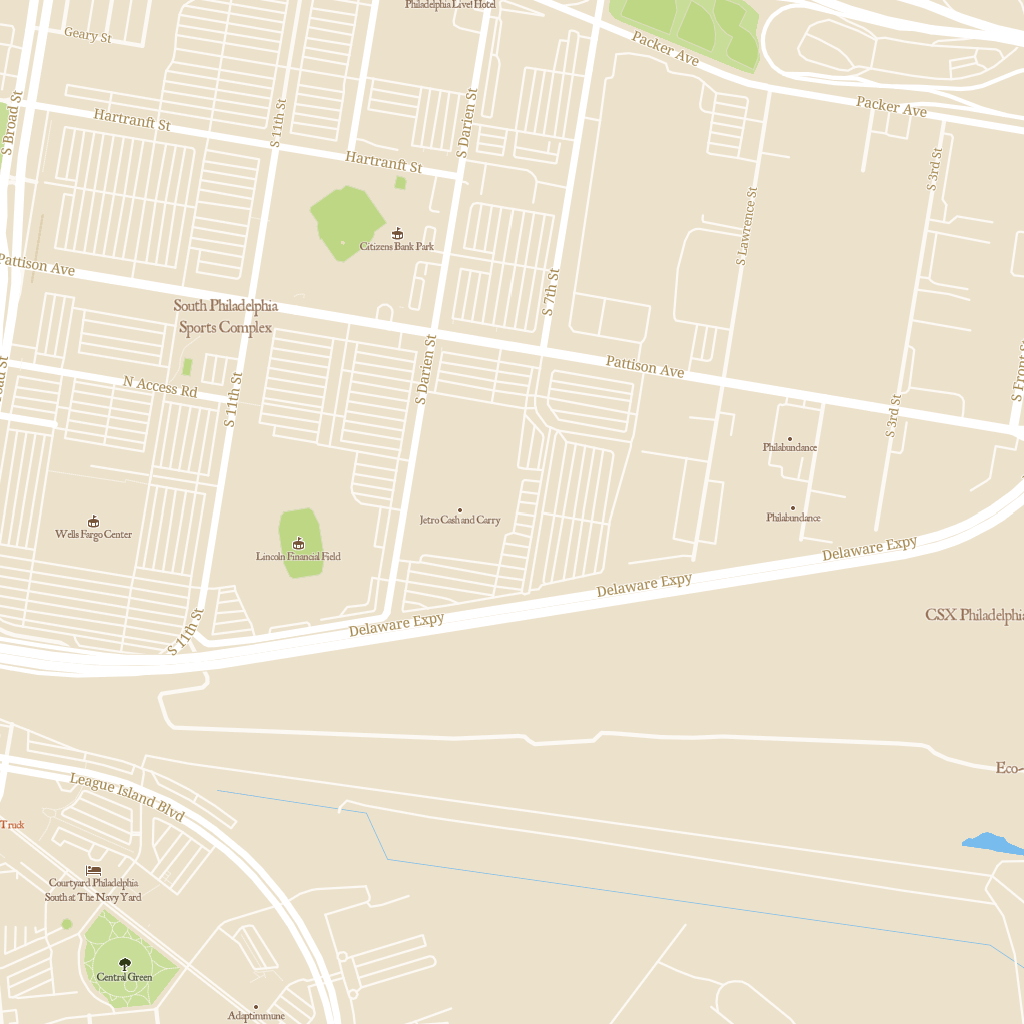 Philadelphia Live! Hotel
Geary St
Packer Ave
Packer Ave
S Broad St
Hartranft St
S 11th St
Hartranft St
S Darien St
S 3rd St
S Lawrence St
Citizens Bank Park
Pattison Ave
South Philadelphia
Sports Complex
S 7th St
Pattison Ave
N Access Rd
S 11th St
S Darien St
S Front St
S 3rd St
Philabundance
Philabundance
Jetro Cash and Carry
Wells Fargo Center
Lincoln Financial Field
Delaware Expy
Delaware Expy
Delaware Expy
S 11th St
CSX Philadelphia
Eco-
League Island Blvd
Truck
Courtyard Philadelphia
South at The Navy Yard
Central Green
Adaptimmune